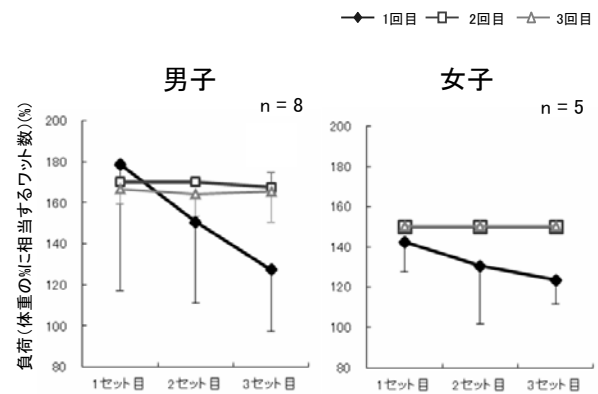 1回目 2回目 3回目
男子
n = 8
負荷(体重の%に相当するワット数)(%)
200
180
160
140
120
100
80
1セット目 2セット目 3セット目
女子
n = 5
200
180
160
140
120
100
80
1セット目 2セット目 3セット目